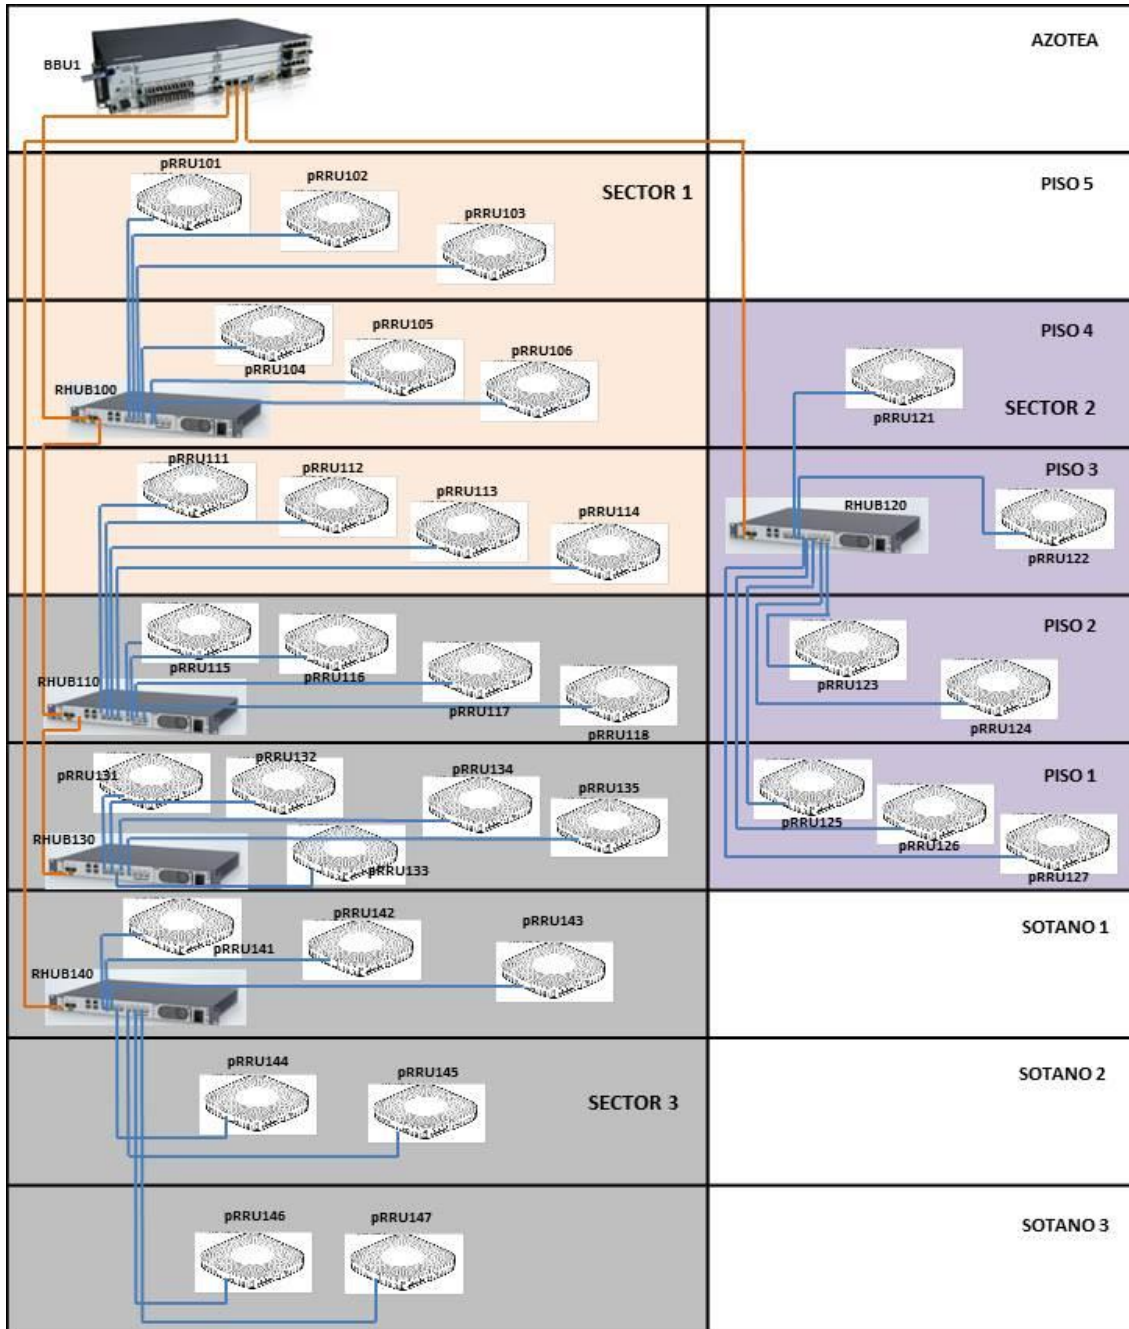 AZOTEA
BBU1
pRRU101
pRRU102
pRRU103
SECTOR 1
PISO 5
pRRU104
pRRU105
pRRU106
RHUB100
PISO 4
SECTOR 2
pRRU121
pRRU111
pRRU112
pRRU113
pRRU114
PISO 3
RHUB120
pRRU122
pRRU115
pRRU116
pRRU117
pRRU118
RHUB110
PISO 2
pRRU123
pRRU124
pRRU131
pRRU132
pRRU134
pRRU135
RHUB130
pRRU133
PISO 1
pRRU125
pRRU126
pRRU127
pRRU142
pRRU143
pRRU141
RHUB140
SOTANO 1
pRRU144
pRRU145
SECTOR 3
SOTANO 2
pRRU146
pRRU147
SOTANO 3